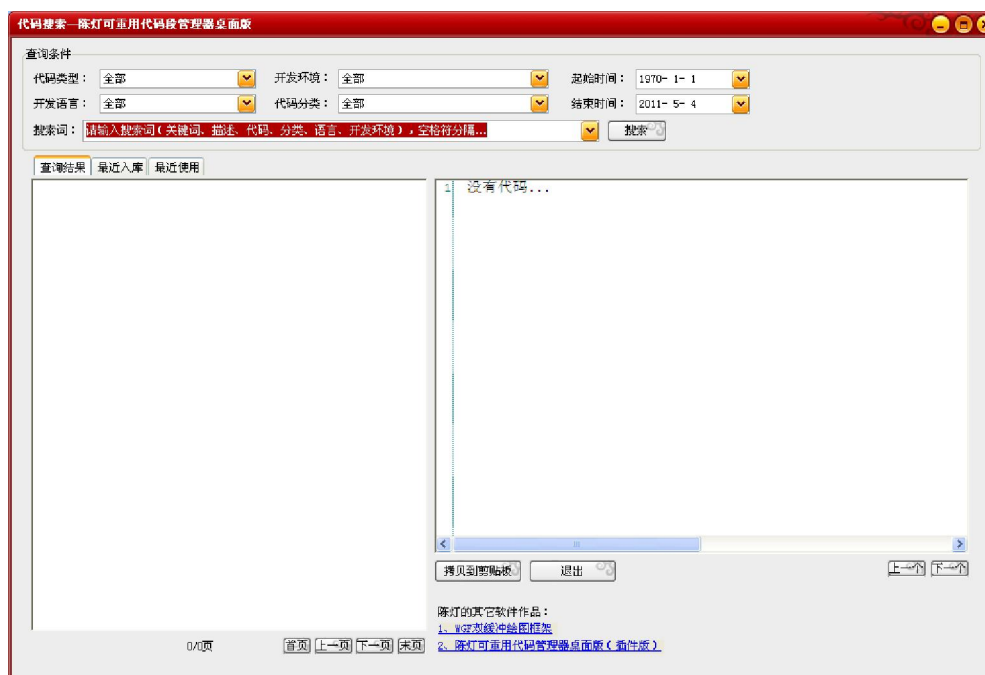 代码搜索—陈灯可重用代码段管理器桌面版
查询条件
代码类型： 全部 开发环境： 全部 起始时间： 1970- 1- 1
开发语言： 全部 代码分类： 全部 结束时间： 2011- 5- 4
搜索词： 请输入搜索词(关键词、描述、代码、分类、语言、开发环境)，空格符分隔... 搜索
查询结果 最近入库 最近使用
1 没有代码...
拷贝到剪贴板 退出 上一个 下一个
陈灯的其它软件作品：
1、WGF双缓冲绘图框架
2、陈灯可重用代码管理器桌面版(插件版)
0/0页 首页 上一页 下一页 末页